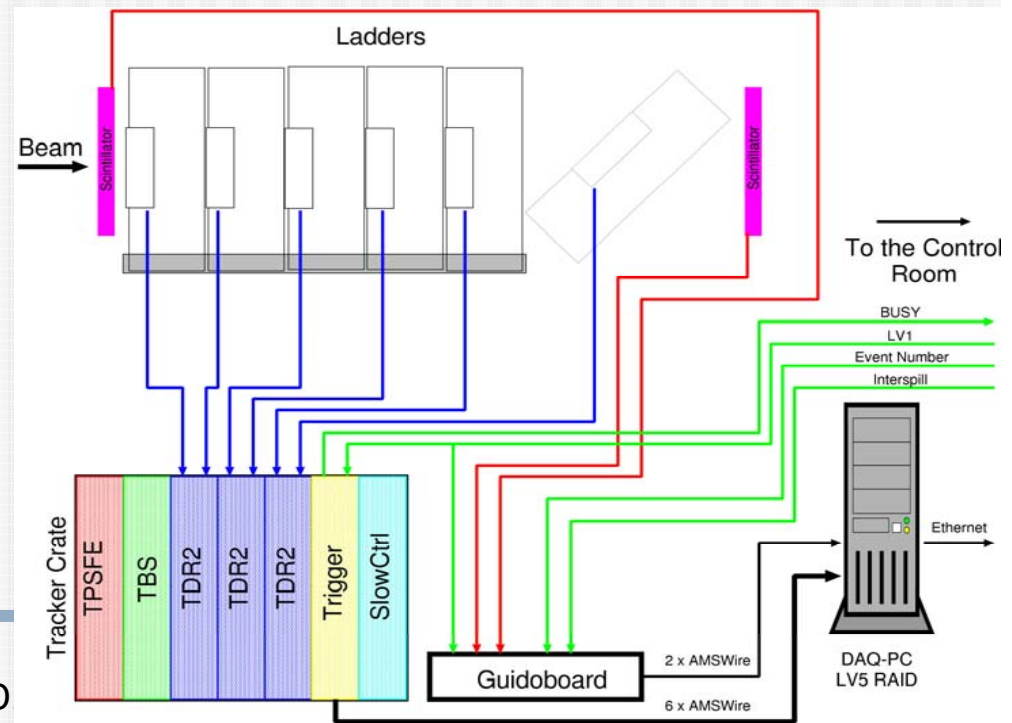 Ladders
Beam
Scintillator
Scintillator
To the Control
Room
BUSY
LV1
Event Number
Interspill
Ethernet
Tracker Crate
TPSFE
TBS
TDR2
TDR2
TDR2
Trigger
SlowCtrl
Guidoboard
2 x AMSWire
6 x AMSWire
DAQ-PC
LV5 RAID